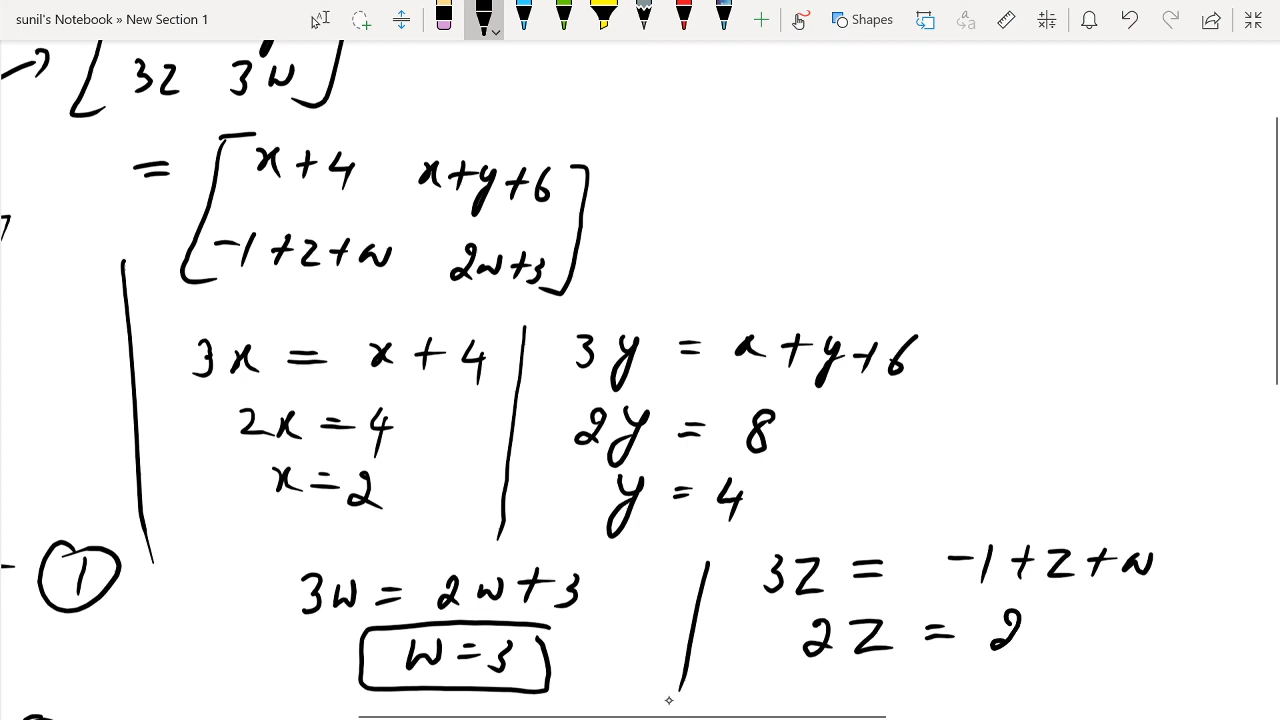 sunil's Notebook » New Section 1
Shapes
3z 3w
= [ x+4 x+y+6
-1+z+w 2w+3 ]
3x = x+4
2x = 4
x = 2
3y = x+y+6
2y = 8
y = 4
1
3w = 2w+3
w = 3
3z = -1+z+w
2z = 2